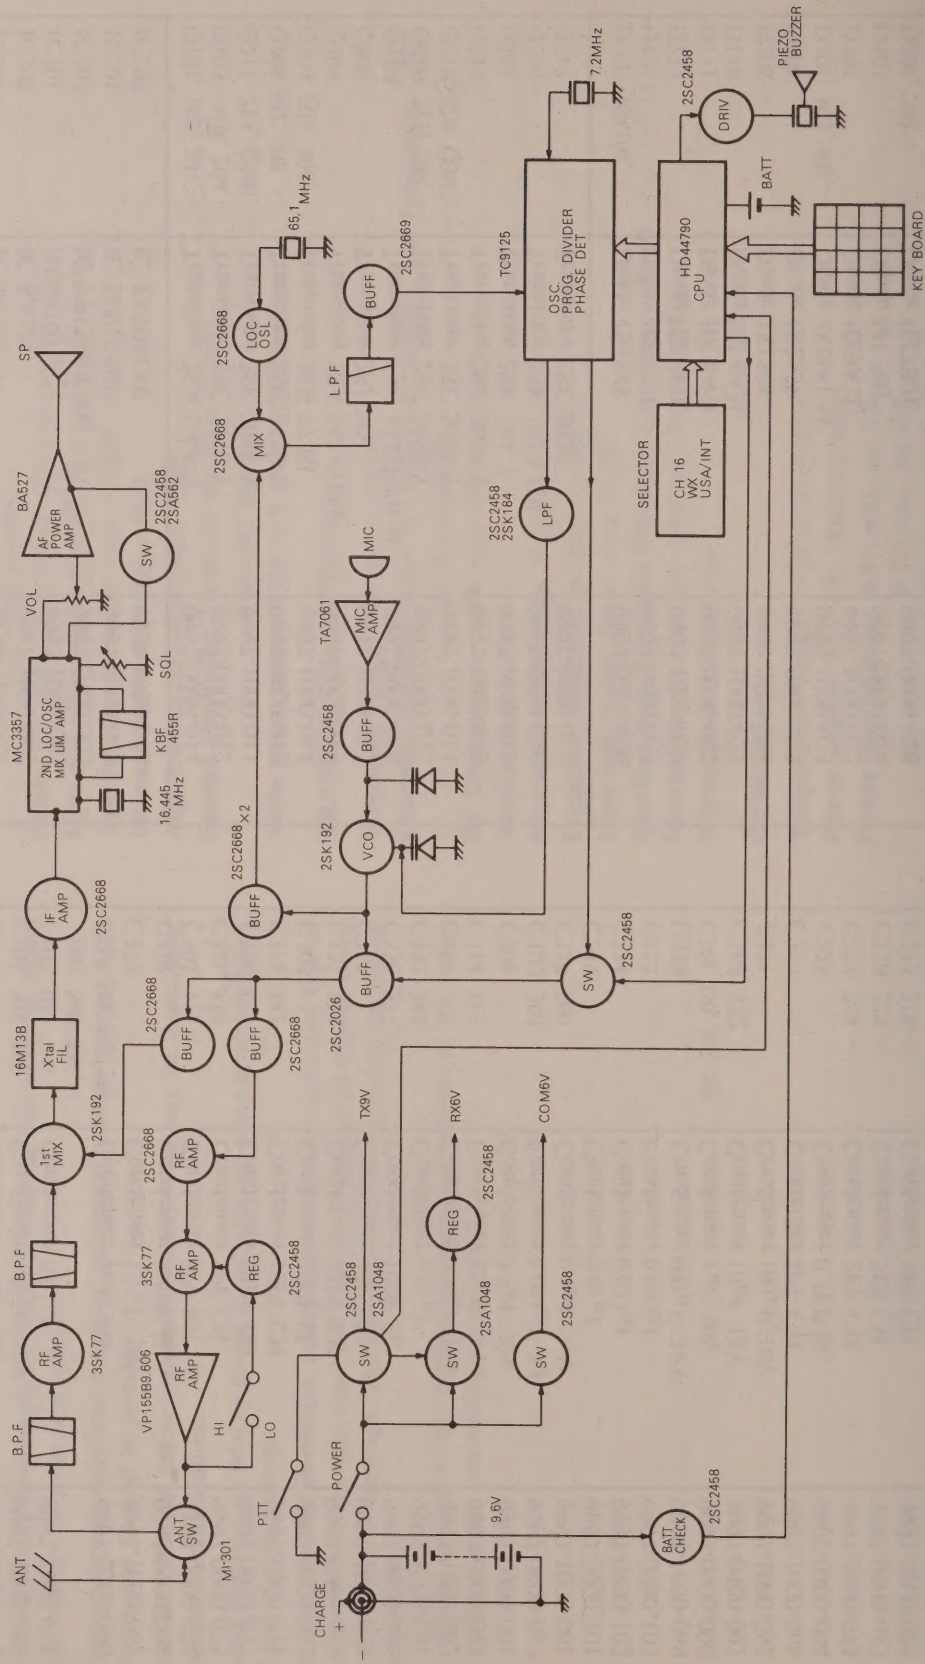 ANT
B.P.F
RF
AMP
3SK77
B.P.F
1st
MIX
2SK192
16M13B
X'tal
FIL
IF
AMP
2SC2668
MC3357
2ND LOC/OSC
MIX LIM. AMP
16,445
MHz
KBF
455R
SQL
VOL
BA527
AF
POWER
AMP
SP
SW
2SC2458
2SA562
ANT
SW
MI-301
VP155B9.606
RF
AMP
HI
LO
3SK77
RF
AMP
REG
2SC2458
2SC2668
RF
AMP
2SC2668
BUFF
BUFF
2SC2668
BUFF
2SC2026
2SC2668 ×2
BUFF
2SK192
VCO
2SC2458
BUFF
TA7061
MIC
AMP
MIC
2SC2668
MIX
2SC2668
LOC
OSL
65.1 MHz
L.P.F
BUFF
2SC2669
PTT
POWER
CHARGE
+
−
9.6V
BATT
CHECK
2SC2458
SW
2SC2458
2SA1048
TX9V
SW
2SA1048
REG
2SC2458
RX6V
SW
2SC2458
COM6V
SW
2SC2458
2SC2458
2SK184
LPF
TC9125
OSC.
PROG. DIVIDER
PHASE DET
7.2MHz
SELECTOR
CH 16
WX
USA/INT
HD44790
CPU
2SC2458
DRIV
PIEZO
BUZZER
BATT
KEY BOARD